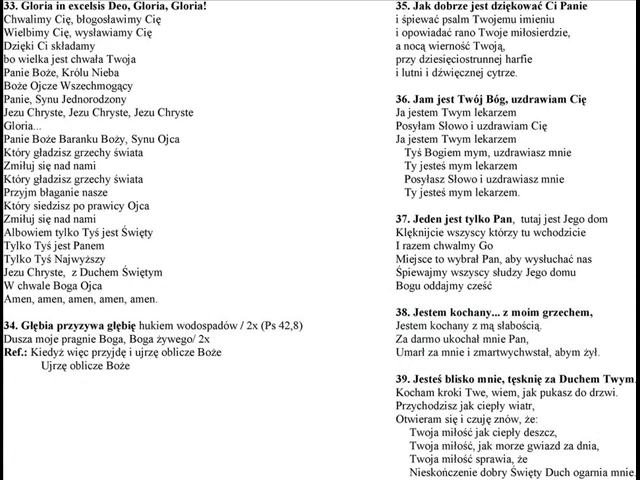 33. Gloria in excelsis Deo, Gloria, Gloria!
Chwalimy Cię, błogosławimy Cię
Wielbimy Cię, wysławiamy Cię
Dzięki Ci składamy
bo wielka jest chwała Twoja
Panie Boże, Królu Nieba
Boże Ojcze Wszechmogący
Panie, Synu Jednorodzony
Jezu Chryste, Jezu Chryste, Jezu Chryste
Gloria...
Panie Boże Baranku Boży, Synu Ojca
Który gładzisz grzechy świata
Zmiłuj się nad nami
Który gładzisz grzechy świata
Przyjm błaganie nasze
Który siedzisz po prawicy Ojca
Zmiłuj się nad nami
Albowiem tylko Tyś jest Święty
Tylko Tyś jest Panem
Tylko Tyś Najwyższy
Jezu Chryste, z Duchem Świętym
W chwale Boga Ojca
Amen, amen, amen, amen, amen.
34. Głębia przyzywa głębię hukiem wodospadów / 2x (Ps 42,8)
Dusza moje pragnie Boga, Boga żywego/ 2x
Ref.: Kiedyż więc przyjdę i ujrzę oblicze Boże
Ujrzę oblicze Boże
35. Jak dobrze jest dziękować Ci Panie
i śpiewać psalm Twojemu imieniu
i opowiadać rano Twoje miłosierdzie,
a nocą wierność Twoją,
przy dziesięciostrunnej harfie
i lutni i dźwięcznej cytrze.
36. Jam jest Twój Bóg, uzdrawiam Cię
Ja jestem Twym lekarzem
Posyłam Słowo i uzdrawiam Cię
Ja jestem Twym lekarzem
Tyś Bogiem mym, uzdrawiasz mnie
Ty jesteś mym lekarzem
Posyłasz Słowo i uzdrawiasz mnie
Ty jesteś mym lekarzem.
37. Jeden jest tylko Pan, tutaj jest Jego dom
Klęknijcie wszyscy którzy tu wchodzicie
I razem chwalmy Go
Miejsce to wybrał Pan, aby wysłuchać nas
Śpiewajmy wszyscy słudzy Jego domu
Bogu oddajmy cześć
38. Jestem kochany... z moim grzechem,
Jestem kochany z mą słabością.
Za darmo ukochał mnie Pan,
Umarł za mnie i zmartwychwstał, abym żył.
39. Jesteś blisko mnie, tęsknię za Duchem Twym.
Kocham kroki Twe, wiem, jak pukasz do drzwi.
Przychodzisz jak ciepły wiatr,
Otwieram się i czuję znów, że:
Twoja miłość jak ciepły deszcz,
Twoja miłość, jak morze gwiazd za dnia,
Twoja miłość sprawia, że
Nieskończenie dobry Święty Duch ogarnia mnie.